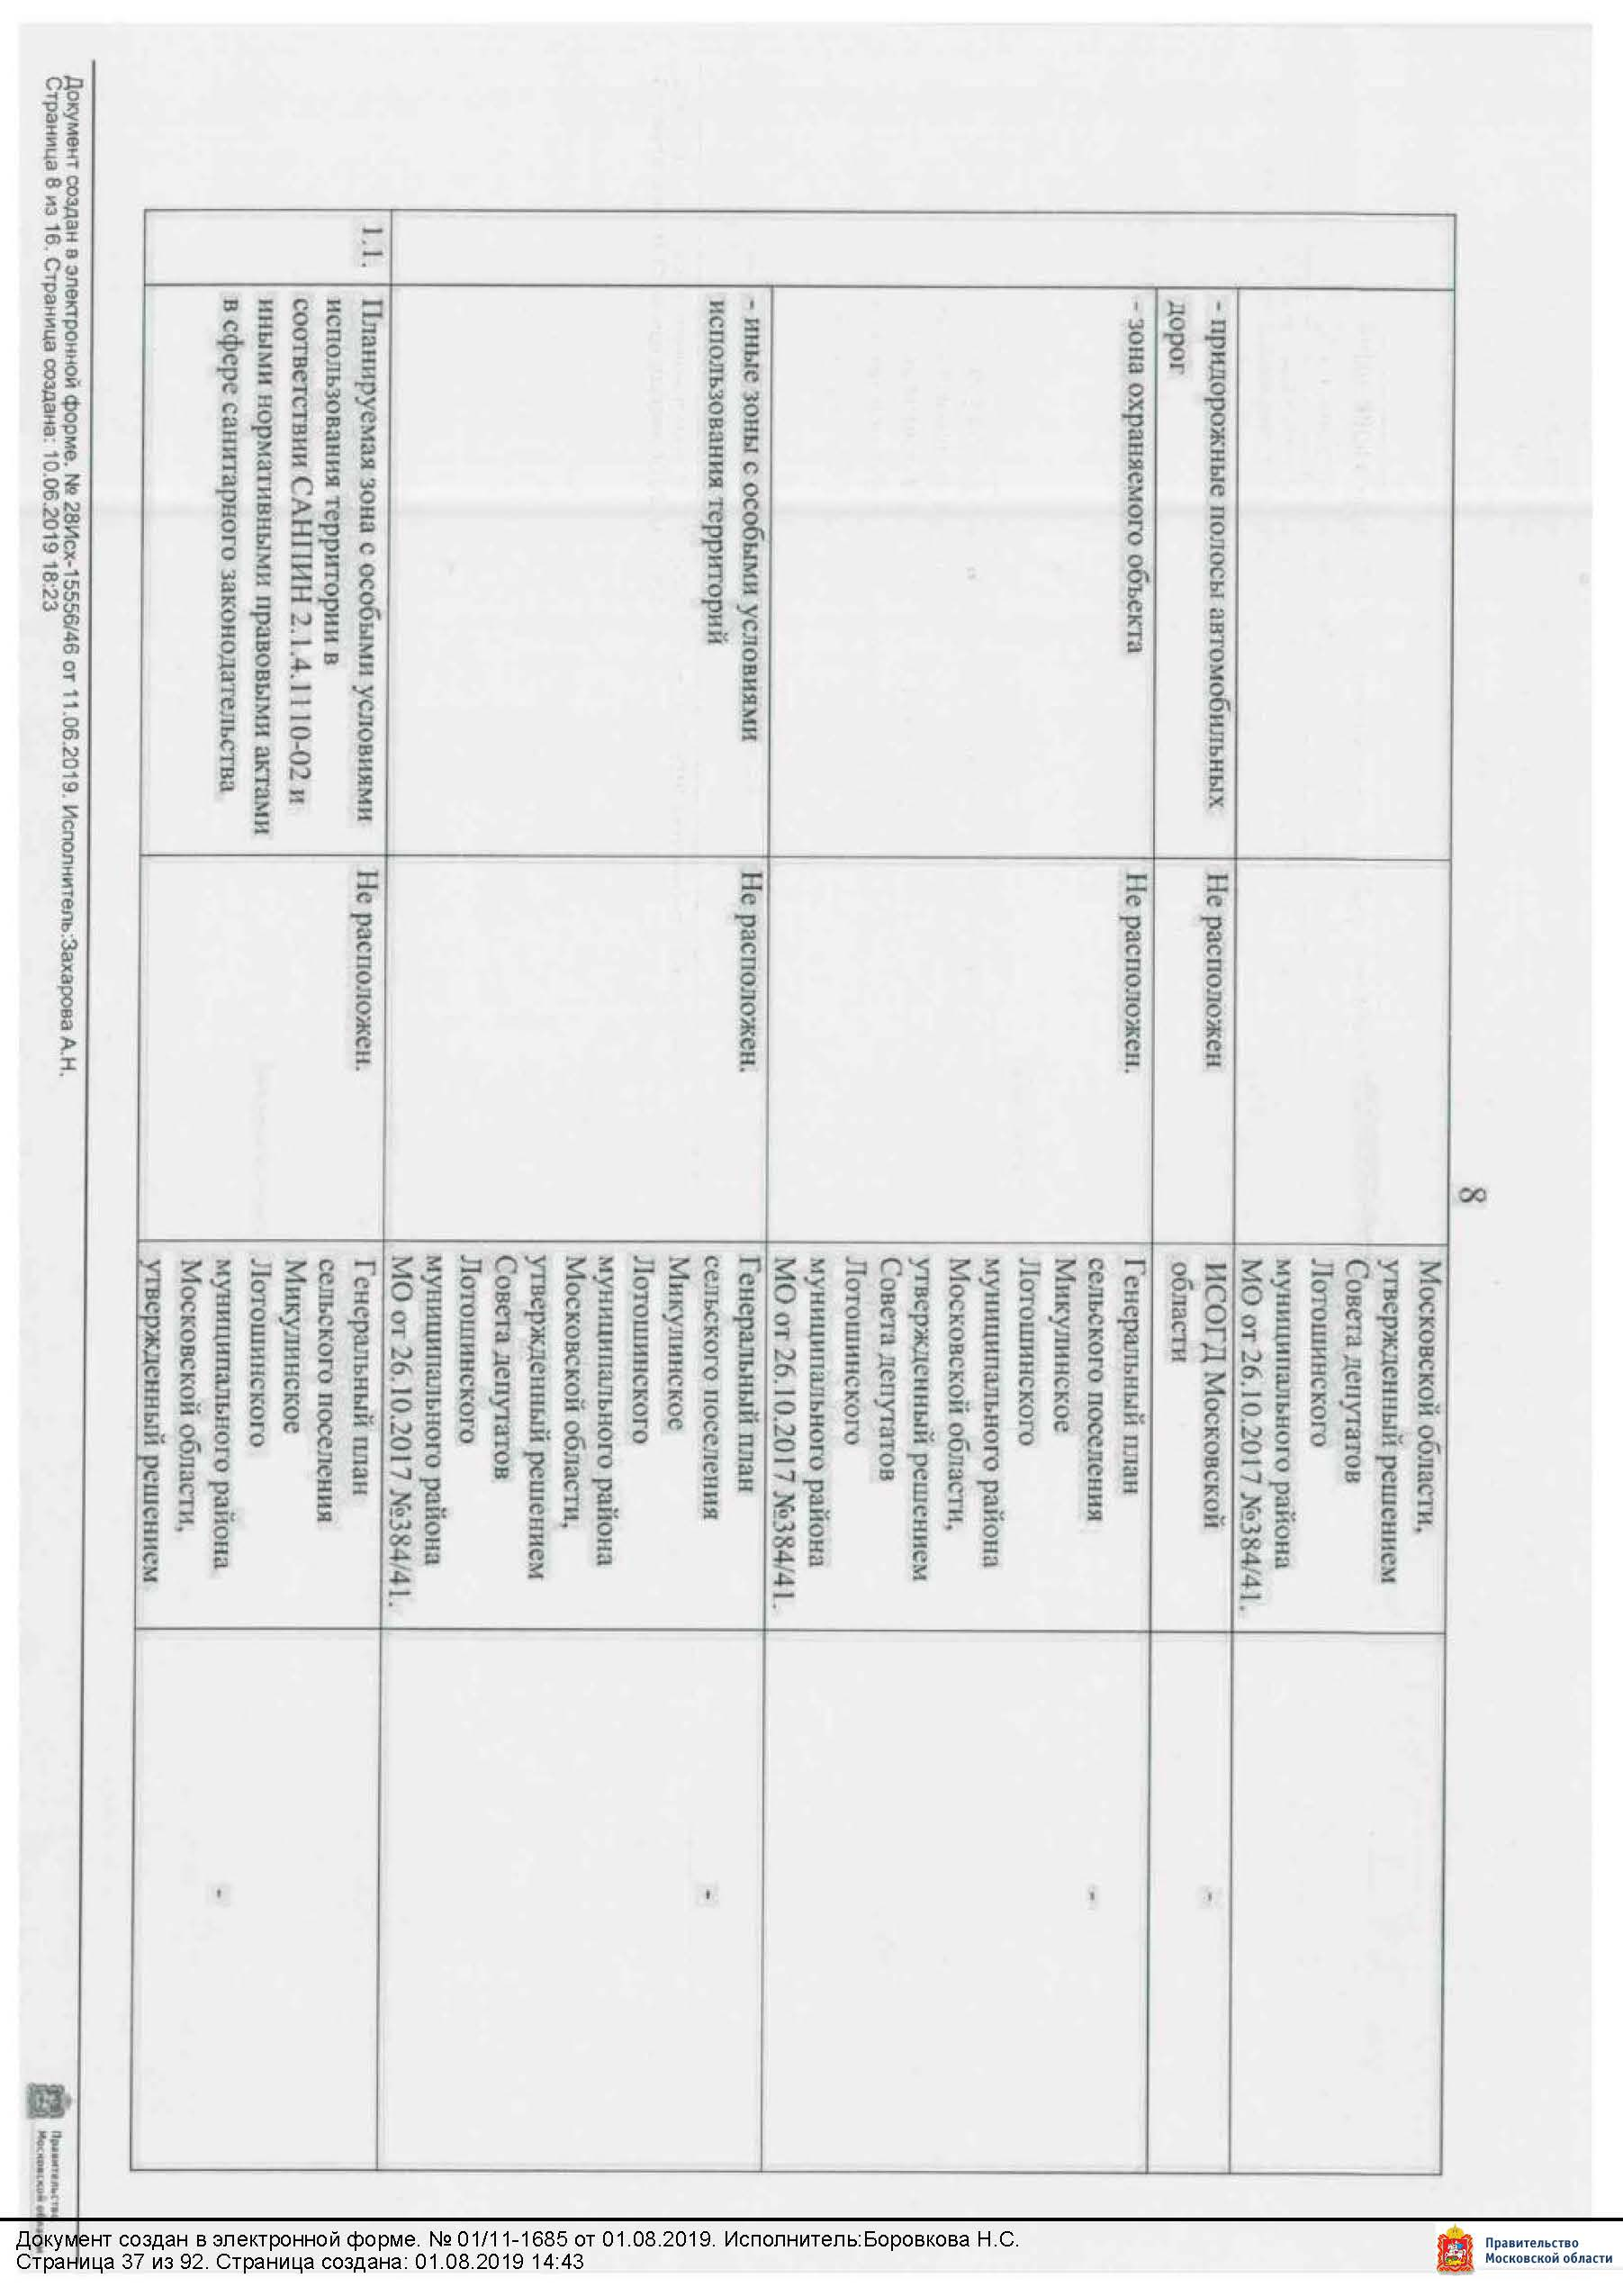 8
Московской области,
утвержденный решением
Совета депутатов
Лотошинского
муниципального района
МО от 26.10.2017 №384/41.
- придорожные полосы автомобильных
дорог
Не расположен
ИСОГД Московской
области
-
- зона охраняемого объекта
Не расположен.
Генеральный план
сельского поселения
Микулинское
Лотошинского
муниципального района
Московской области,
утвержденный решением
Совета депутатов
Лотошинского
муниципального района
МО от 26.10.2017 №384/41.
-
- иные зоны с особыми условиями
использования территорий
Не расположен.
Генеральный план
сельского поселения
Микулинское
Лотошинского
муниципального района
Московской области,
утвержденный решением
Совета депутатов
Лотошинского
муниципального района
МО от 26.10.2017 №384/41.
-
1.1.
Планируемая зона с особыми условиями
использования территории в
соответствии САНПИН 2.1.4.1110-02 и
иными нормативными правовыми актами
в сфере санитарного законодательства
Не расположен.
Генеральный план
сельского поселения
Микулинское
Лотошинского
муниципального района
Московской области,
утвержденный решением
-
Документ создан в электронной форме. № 28Исх-15556/46 от 11.06.2019. Исполнитель:Захарова А.Н.
Страница 8 из 16. Страница создана: 10.06.2019 18:23
Правительство
Московской области
Документ создан в электронной форме. № 01/11-1685 от 01.08.2019. Исполнитель:Боровкова Н.С.
Страница 37 из 92. Страница создана: 01.08.2019 14:43
Правительство
Московской области